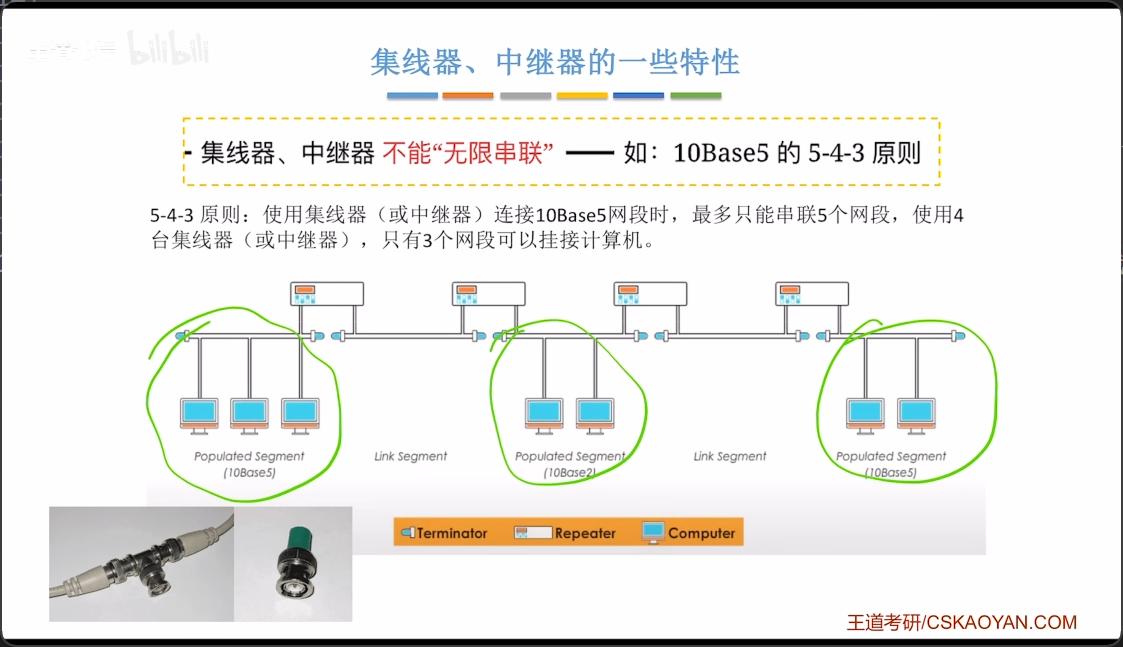 bilibili
集线器、中继器的一些特性
- 集线器、中继器 不能“无限串联” —— 如：10Base5 的 5-4-3 原则
5-4-3 原则：使用集线器（或中继器）连接10Base5网段时，最多只能串联5个网段，使用4
台集线器（或中继器），只有3个网段可以挂接计算机。
Populated Segment
(10Base5)
Link Segment
Populated Segment
(10Base2)
Link Segment
Populated Segment
(10Base5)
Terminator
Repeater
Computer
王道考研/CSKAOYAN.COM